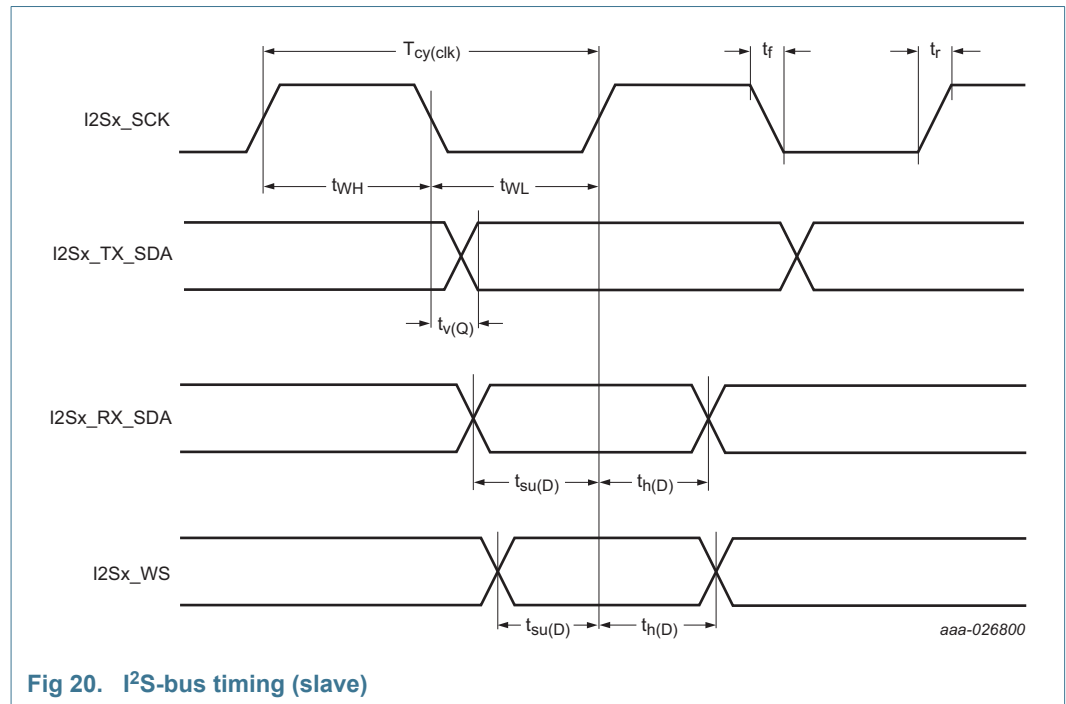 Tcy(clk)
tf
tr
I2Sx_SCK
tWH
tWL
I2Sx_TX_SDA
tv(Q)
I2Sx_RX_SDA
tsu(D)
th(D)
I2Sx_WS
tsu(D)
th(D)
aaa-026800
Fig 20. I²S-bus timing (slave)